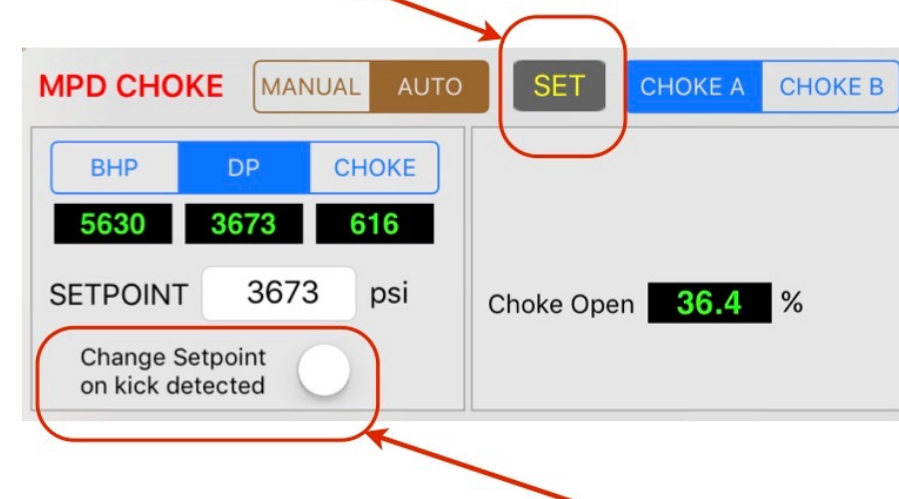 MPD CHOKE MANUAL AUTO SET CHOKE A CHOKE B
BHP DP CHOKE
5630 3673 616
SETPOINT 3673 psi
Choke Open 36.4 %
Change Setpoint
on kick detected